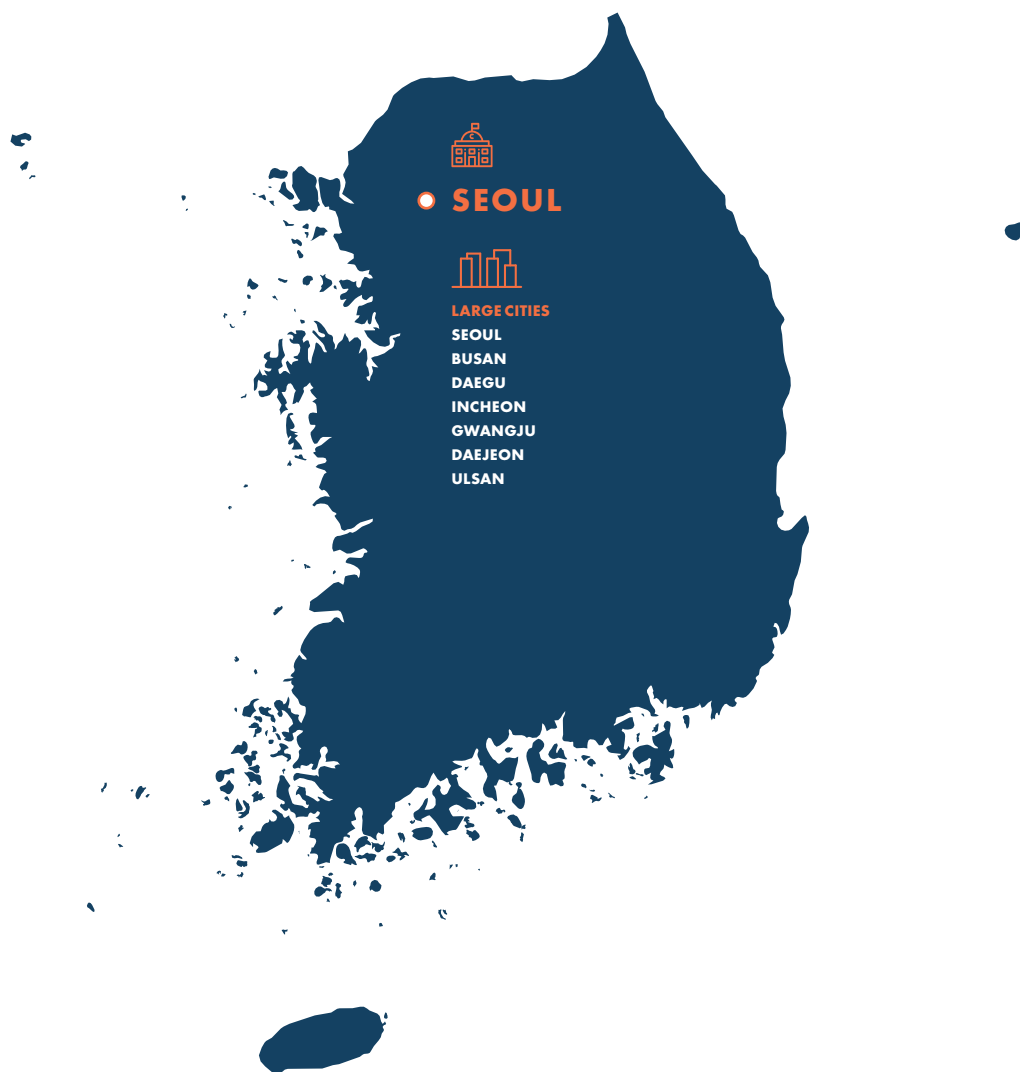 SEOUL
LARGE CITIES
SEOUL
BUSAN
DAEGU
INCHEON
GWANGJU
DAEJEON
ULSAN